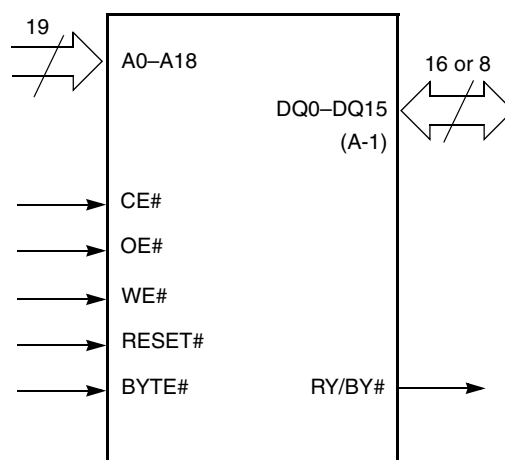 19
A0–A18
16 or 8
DQ0–DQ15
(A-1)
CE#
OE#
WE#
RESET#
BYTE#
RY/BY#